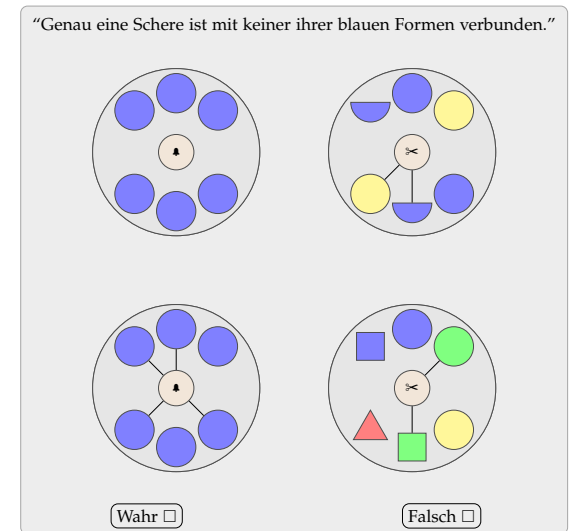 “Genau eine Schere ist mit keiner ihrer blauen Formen verbunden.”
Wahr □ Falsch □